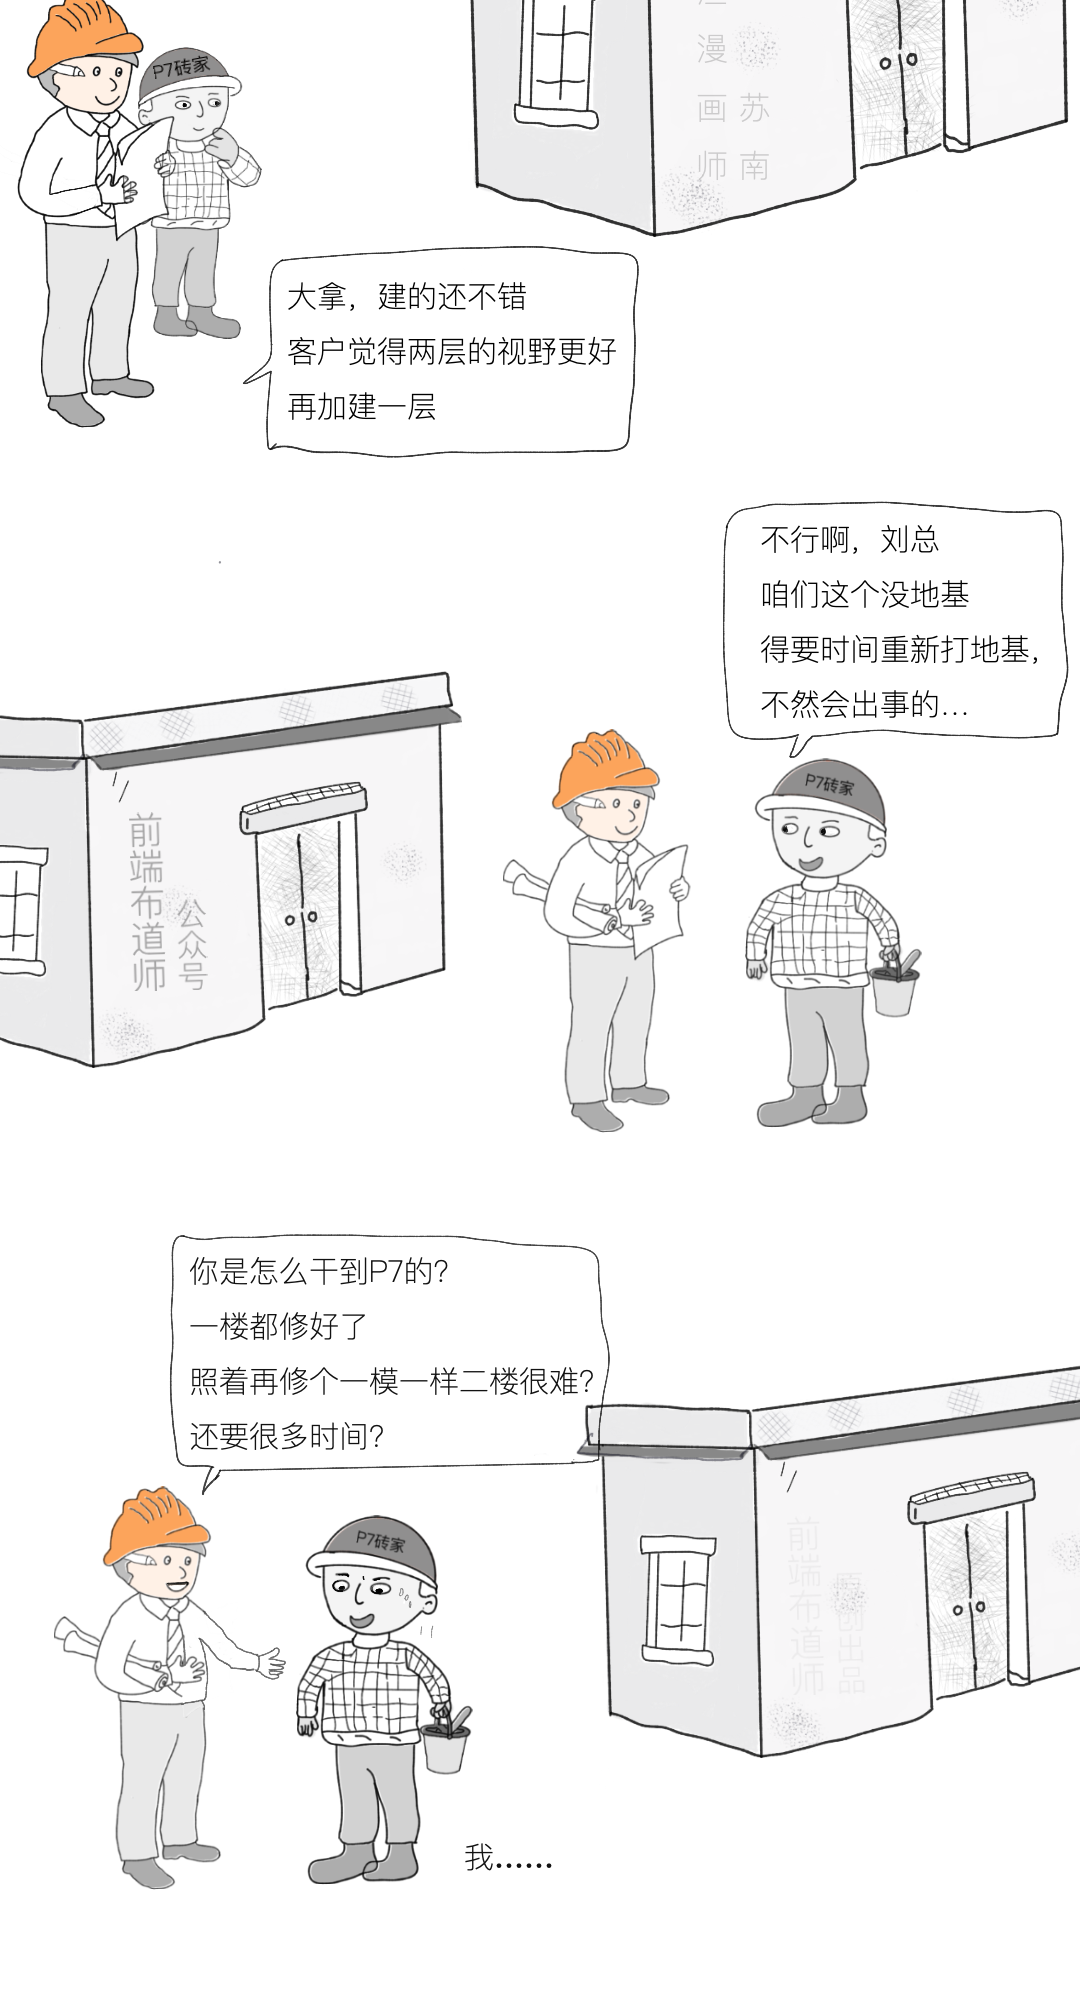 P7砖家
漫画师
苏南
大拿，建的还不错
客户觉得两层的视野更好
再加建一层
不行啊，刘总
咱们这个没地基
得要时间重新打地基，
不然会出事的...
P7砖家
前端布道师
公众号
你是怎么干到P7的？
一楼都修好了
照着再修个一模一样二楼很难？
还要很多时间？
P7砖家
前端布道师
原创出品
我......